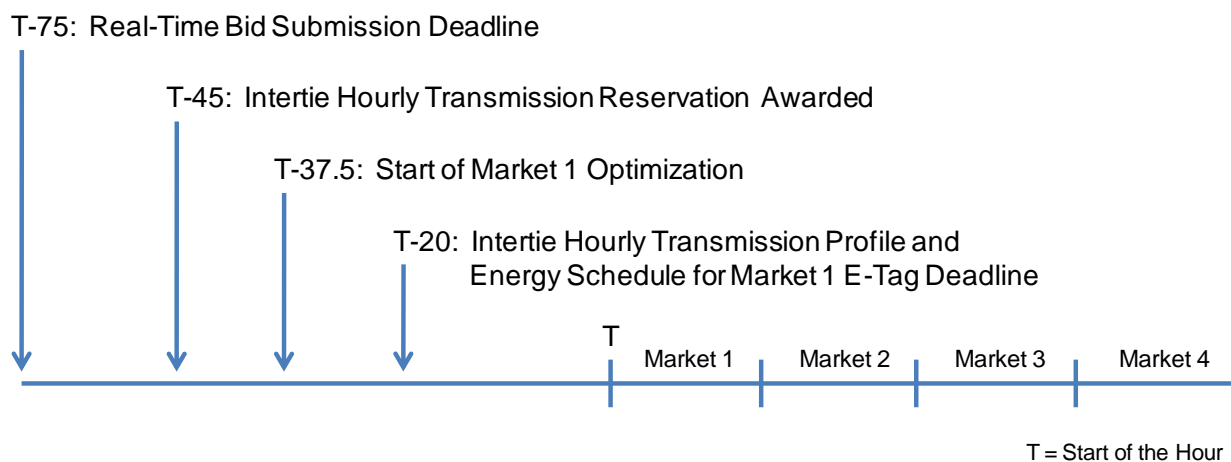 T-75: Real-Time Bid Submission Deadline
T-45: Intertie Hourly Transmission Reservation Awarded
T-37.5: Start of Market 1 Optimization
T-20: Intertie Hourly Transmission Profile and
Energy Schedule for Market 1 E-Tag Deadline
T
Market 1
Market 2
Market 3
Market 4
T = Start of the Hour